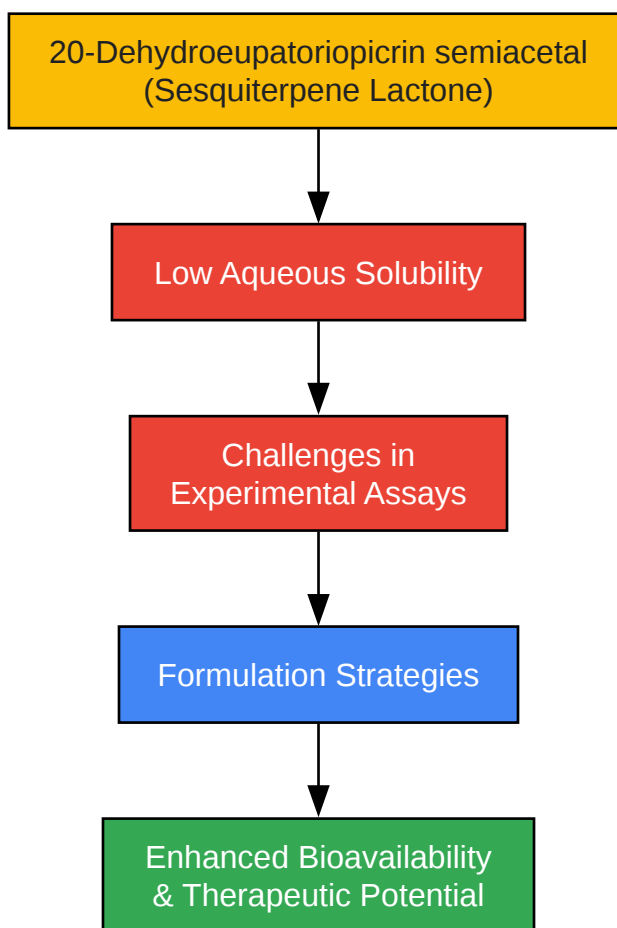 20-Dehydroeupatoriopicrin semiacetal
(Sesquiterpene Lactone)
Low Aqueous Solubility
Challenges in
Experimental Assays
Formulation Strategies
Enhanced Bioavailability
& Therapeutic Potential